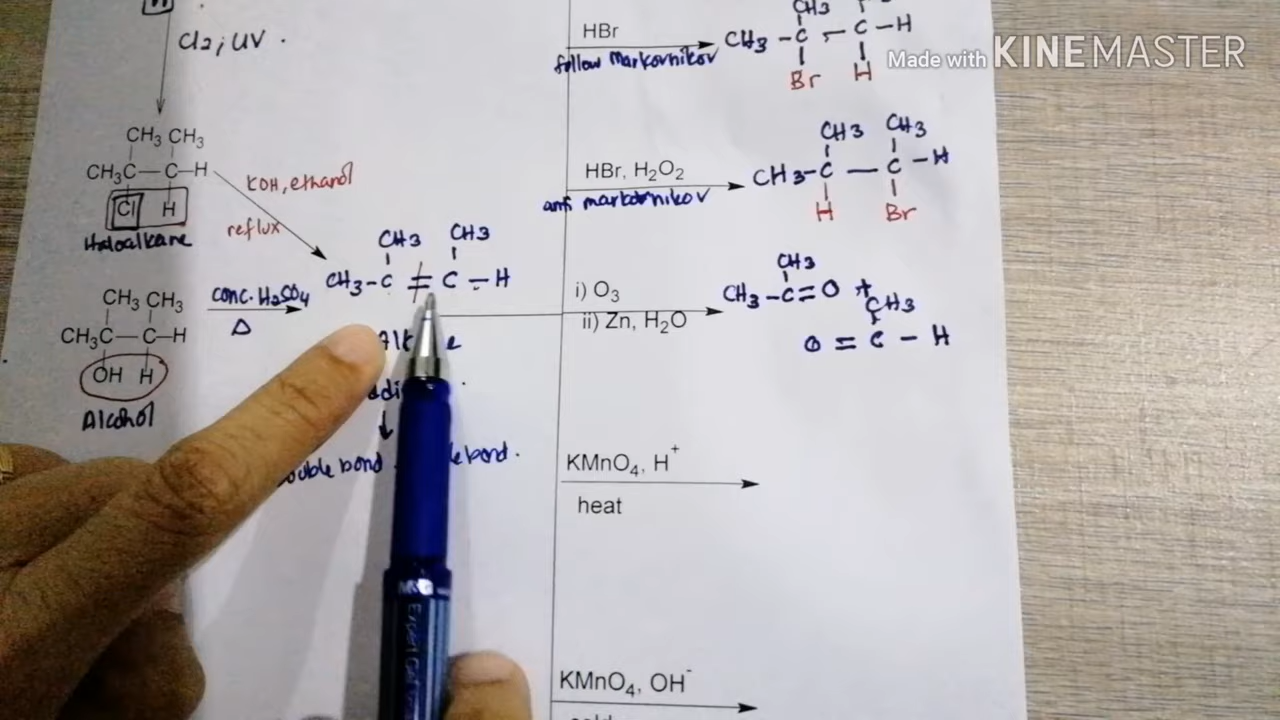 Cl2; UV.
CH3 CH3
CH3C—C—H
Cl H
Haloalkane
KOH, ethanol
reflux
CH3 CH3
CH3C—C—H
OH H
Alcohol
conc. H2SO4
Δ
CH3 CH3
CH3-C=C-H
double bond
bond.
HBr
follow Markovnikov
CH3
CH3-C-C-H
Br H
Made with KINEMASTER
HBr, H2O2
anti markovnikov
CH3 CH3
CH3-C—C-H
H Br
i) O3
ii) Zn, H2O
CH3
CH3-C=O +
CH3
O=C-H
KMnO4, H+
heat
KMnO4, OH-